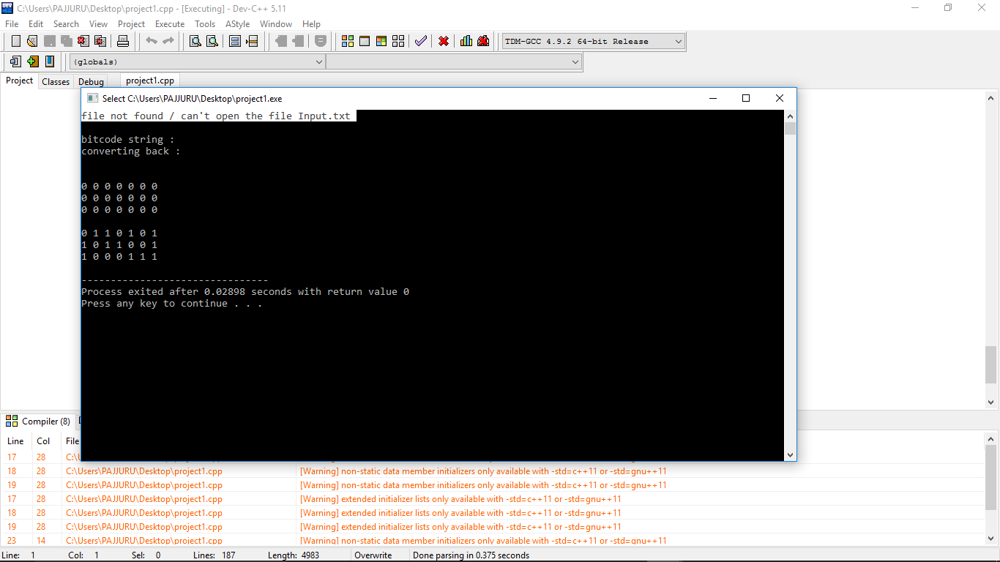 C:\Users\PAJJURU\Desktop\project1.cpp - [Executing] - Dev-C++ 5.11
File Edit Search View Project Execute Tools AStyle Window Help
TDM-GCC 4.9.2 64-bit Release
(globals)
Project Classes Debug project1.cpp
Select C:\Users\PAJJURU\Desktop\project1.exe
file not found / can't open the file Input.txt
bitcode string :
converting back :
0 0 0 0 0 0 0
0 0 0 0 0 0 0
0 0 0 0 0 0 0
0 1 1 0 1 0 1
1 0 1 1 0 0 1
1 0 0 0 1 1 1
--------------------------------
Process exited after 0.02898 seconds with return value 0
Press any key to continue . . .
Compiler (8)
Line Col File
17 28
18 28 C:\Users\PAJJURU\Desktop\project1.cpp [Warning] non-static data member initializers only available with -std=c++11 or -std=gnu++11
19 28 C:\Users\PAJJURU\Desktop\project1.cpp [Warning] non-static data member initializers only available with -std=c++11 or -std=gnu++11
17 28 C:\Users\PAJJURU\Desktop\project1.cpp [Warning] extended initializer lists only available with -std=c++11 or -std=gnu++11
18 28 C:\Users\PAJJURU\Desktop\project1.cpp [Warning] extended initializer lists only available with -std=c++11 or -std=gnu++11
19 28 C:\Users\PAJJURU\Desktop\project1.cpp [Warning] extended initializer lists only available with -std=c++11 or -std=gnu++11
23 14 C:\Users\PAJJURU\Desktop\project1.cpp [Warning] non-static data member initializers only available with -std=c++11 or -std=gnu++11
Line: 1 Col: 1 Sel: 0 Lines: 187 Length: 4983 Overwrite Done parsing in 0.375 seconds